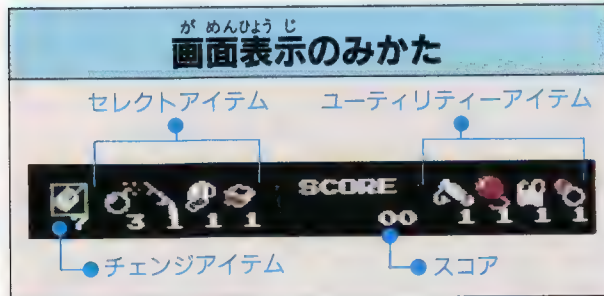 がめんひょうじ
画面表示のみかた
セレクトアイテム ユーティリティーアイテム
SCORE
7 3 1 1 1 00 1 1 1 1
チェンジアイテム スコア